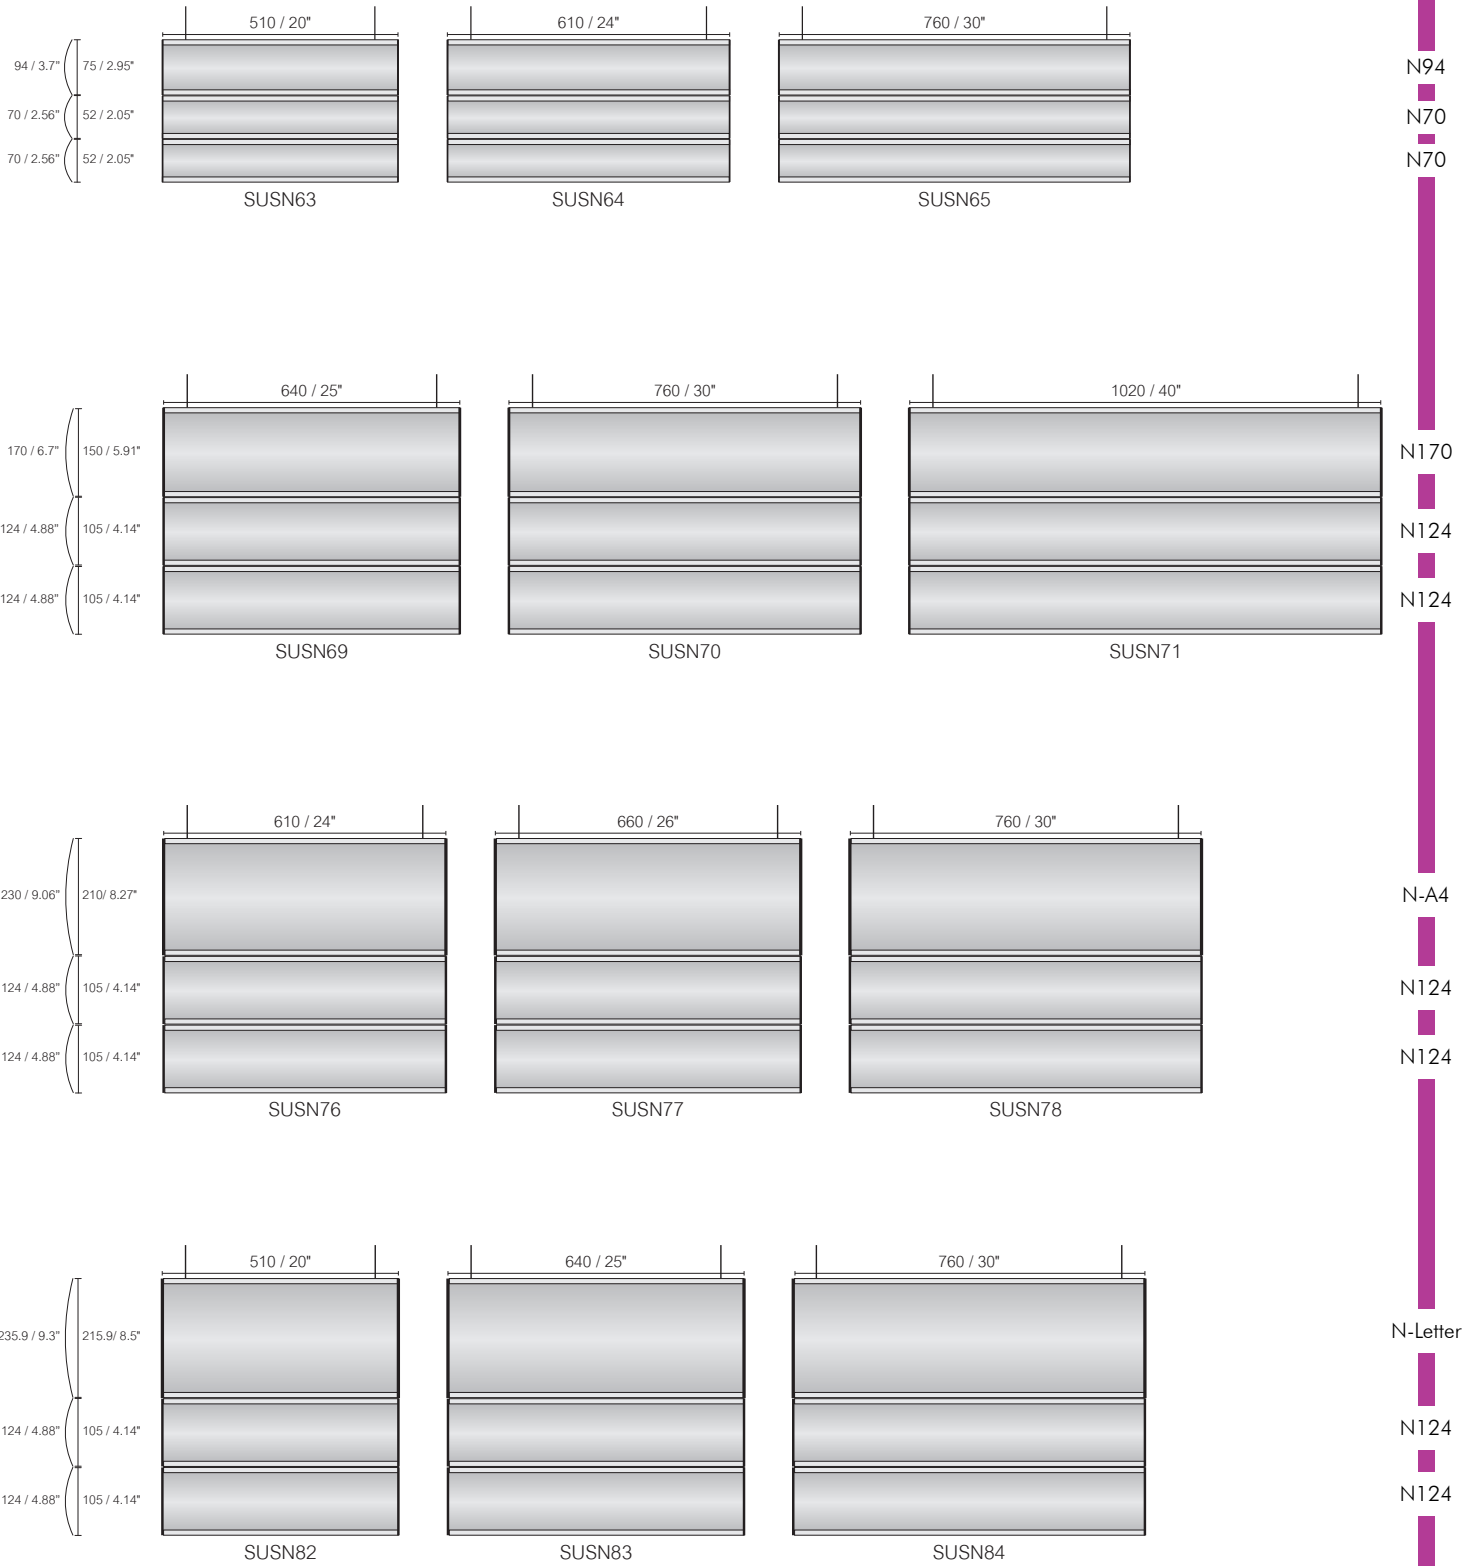 510 / 20" 610 / 24" 760 / 30"
94 / 3.7" 75 / 2.95" N94
70 / 2.56" 52 / 2.05" N70
70 / 2.56" 52 / 2.05" N70
SUSN63 SUSN64 SUSN65
640 / 25" 760 / 30" 1020 / 40"
170 / 6.7" 150 / 5.91" N170
124 / 4.88" 105 / 4.14" N124
124 / 4.88" 105 / 4.14" N124
SUSN69 SUSN70 SUSN71
610 / 24" 660 / 26" 760 / 30"
230 / 9.06" 210/ 8.27" N-A4
124 / 4.88" 105 / 4.14" N124
124 / 4.88" 105 / 4.14" N124
SUSN76 SUSN77 SUSN78
510 / 20" 640 / 25" 760 / 30"
235.9 / 9.3" 215.9/ 8.5" N-Letter
124 / 4.88" 105 / 4.14" N124
124 / 4.88" 105 / 4.14" N124
SUSN82 SUSN83 SUSN84